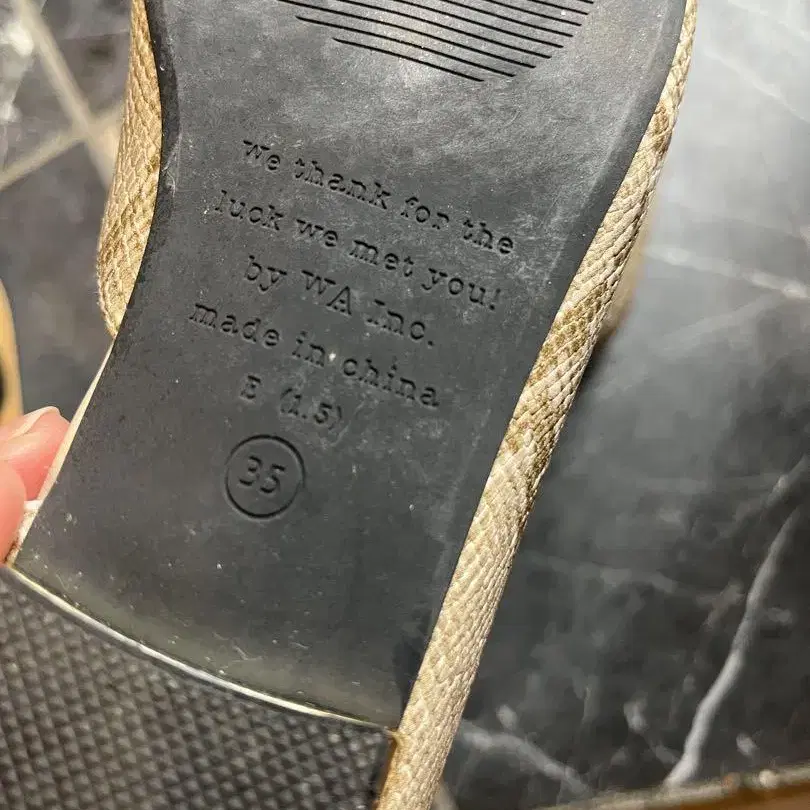 We thank for the
luck we met you!
by WA Inc.
made in china
E (1.5)
35